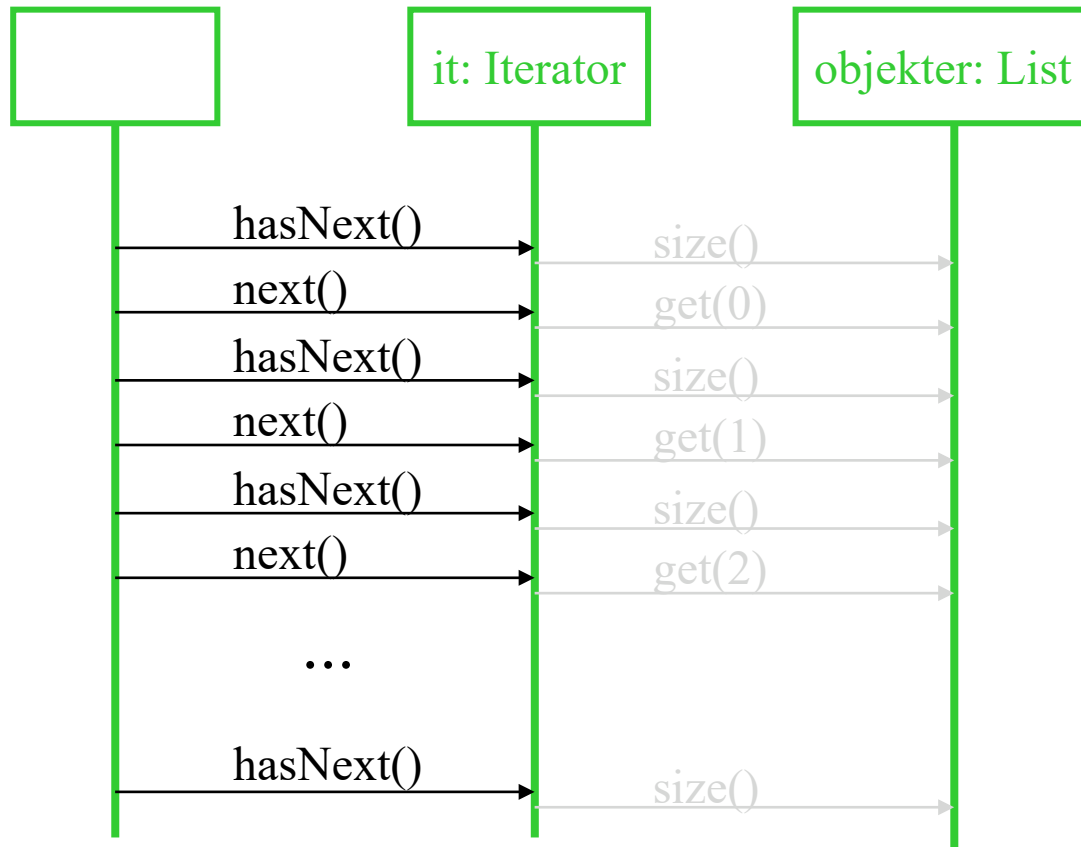 it: Iterator
objekter: List
hasNext()
size()
next()
get(0)
hasNext()
size()
next()
get(1)
hasNext()
size()
next()
get(2)
...
hasNext()
size()